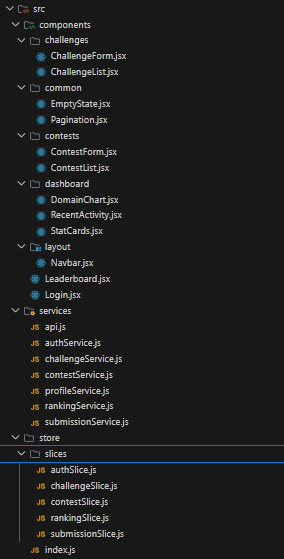 src
components
challenges
ChallengeForm.jsx
ChallengeList.jsx
common
EmptyState.jsx
Pagination.jsx
contests
ContestForm.jsx
ContestList.jsx
dashboard
DomainChart.jsx
RecentActivity.jsx
StatCards.jsx
layout
Navbar.jsx
Leaderboard.jsx
Login.jsx
services
JS api.js
JS authService.js
JS challengeService.js
JS contestService.js
JS profileService.js
JS rankingService.js
JS submissionService.js
store
slices
JS authSlice.js
JS challengeSlice.js
JS contestSlice.js
JS rankingSlice.js
JS submissionSlice.js
JS index.js